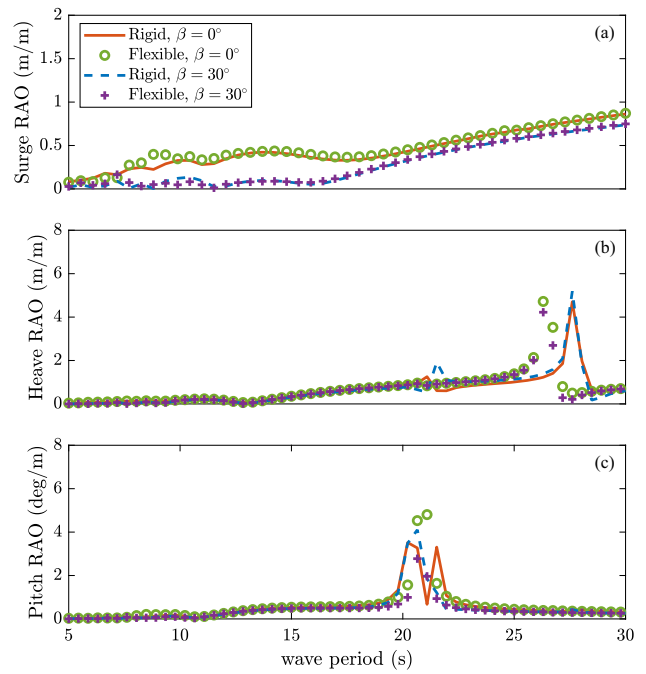 2
1.5
1
0.5
0
Surge RAO (m/m)
Rigid, β = 0°
Flexible, β = 0°
Rigid, β = 30°
Flexible, β = 30°
(a)
8
6
4
2
0
Heave RAO (m/m)
(b)
8
6
4
2
0
Pitch RAO (deg/m)
(c)
5 10 15 20 25 30
wave period (s)